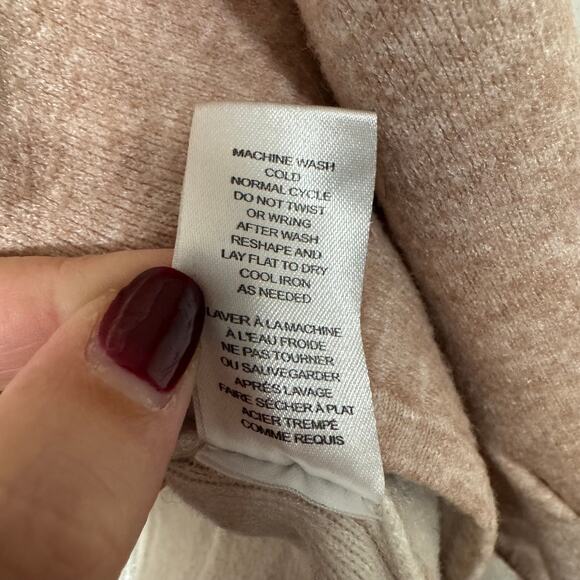 MACHINE WASH
COLD
NORMAL CYCLE
DO NOT TWIST
OR WRING
AFTER WASH
RESHAPE AND
LAY FLAT TO DRY
COOL IRON
AS NEEDED
LAVER À LA MACHINE
À L'EAU FROIDE
NE PAS TOURNER
OU SAUVEGARDER
APRÈS LAVAGE
FAIRE SÉCHER À PLAT
ACIER TREMPÉ
COMME REQUIS